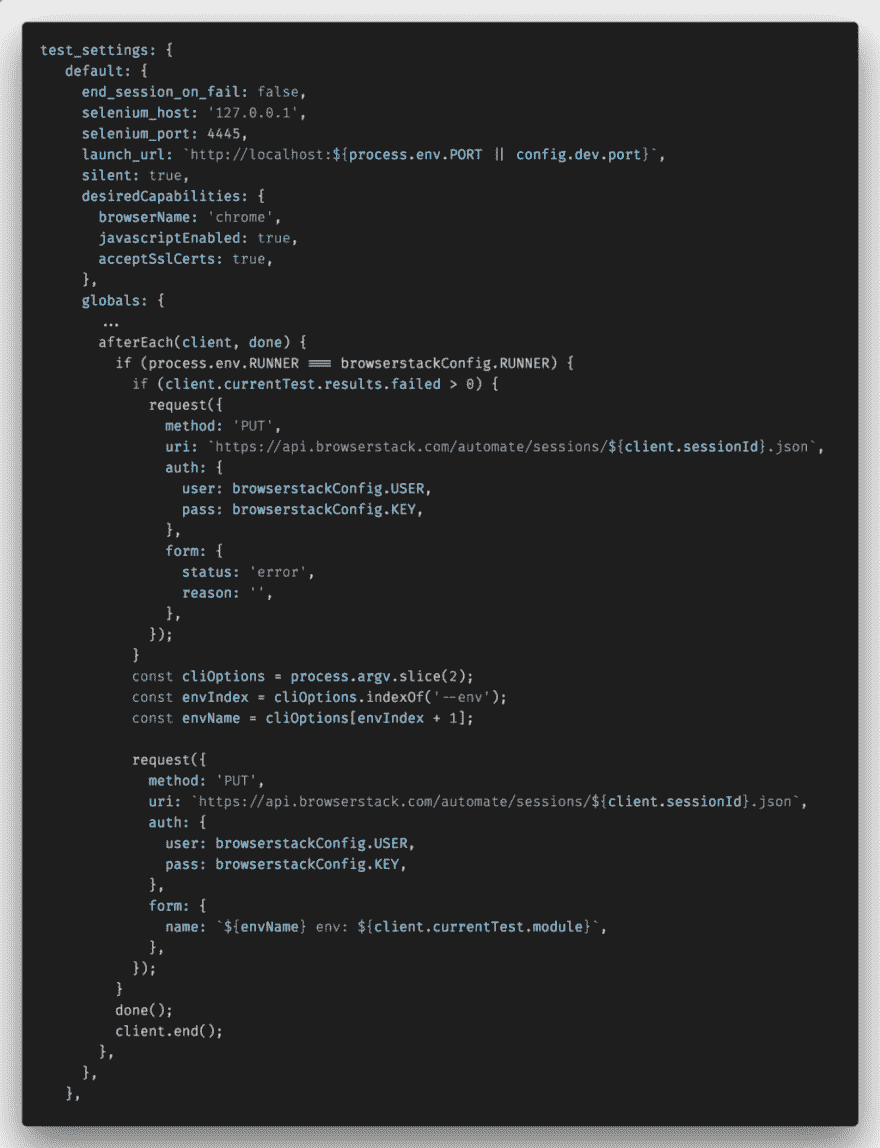 test_settings: {
default: {
end_session_on_fail: false,
selenium_host: '127.0.0.1',
selenium_port: 4445,
launch_url: `http://localhost:${process.env.PORT || config.dev.port}`,
silent: true,
desiredCapabilities: {
browserName: 'chrome',
javascriptEnabled: true,
acceptSslCerts: true,
},
globals: {
...
afterEach(client, done) {
if (process.env.RUNNER === browserstackConfig.RUNNER) {
if (client.currentTest.results.failed > 0) {
request({
method: 'PUT',
uri: `https://api.browserstack.com/automate/sessions/${client.sessionId}.json`,
auth: {
user: browserstackConfig.USER,
pass: browserstackConfig.KEY,
},
form: {
status: 'error',
reason: '',
},
});
}
const cliOptions = process.argv.slice(2);
const envIndex = cliOptions.indexOf('--env');
const envName = cliOptions[envIndex + 1];
request({
method: 'PUT',
uri: `https://api.browserstack.com/automate/sessions/${client.sessionId}.json`,
auth: {
user: browserstackConfig.USER,
pass: browserstackConfig.KEY,
},
form: {
name: `${envName} env: ${client.currentTest.module}`,
},
});
}
done();
client.end();
},
},
},